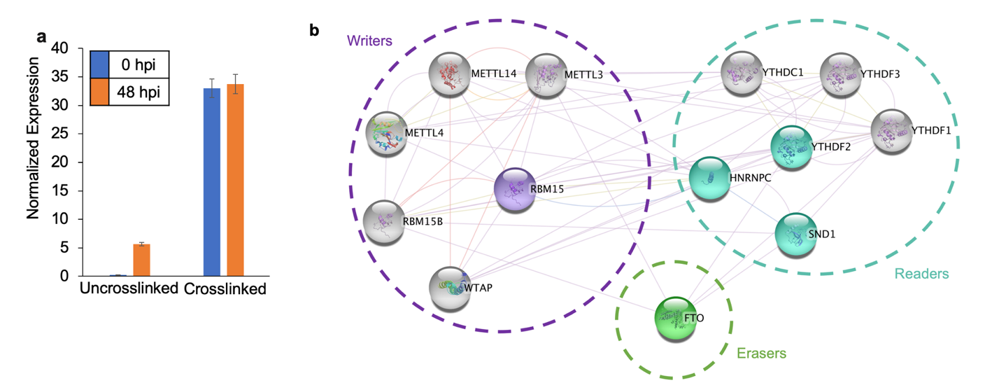 a
Normalized Expression
40
35
30
25
20
15
10
5
0
0 hpi
48 hpi
Uncrosslinked Crosslinked
b
Writers
METTL14
METTL3
METTL4
RBM15
RBM15B
WTAP
YTHDC1
YTHDF3
YTHDF1
YTHDF2
HNRNPC
SND1
Readers
FTO
Erasers